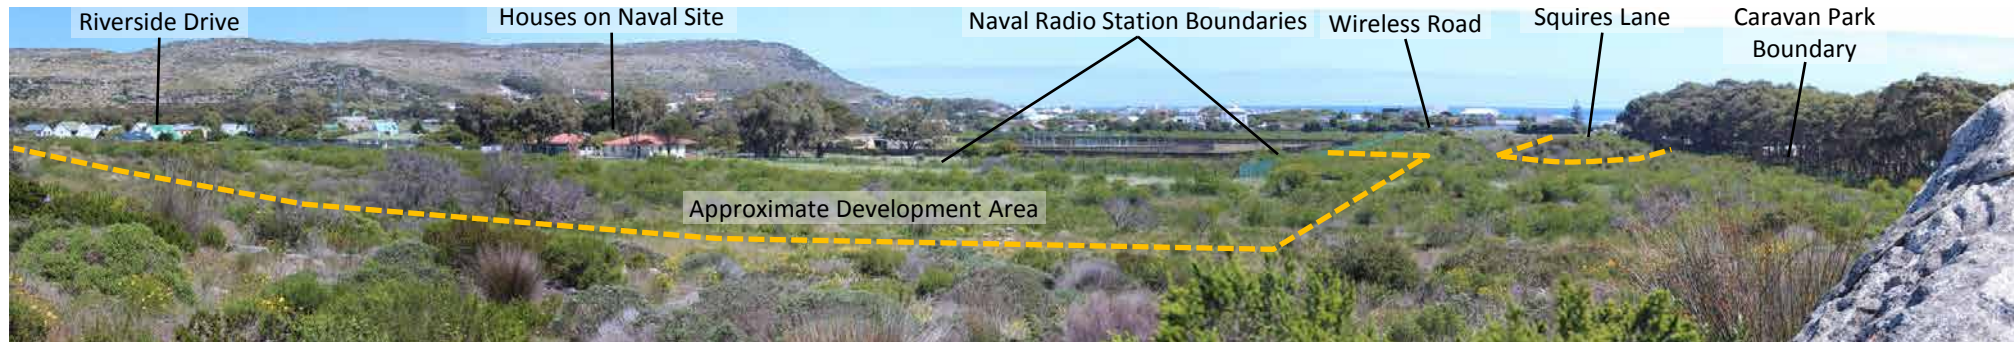 Riverside Drive
Houses on Naval Site
Naval Radio Station Boundaries
Wireless Road
Squires Lane
Caravan Park
Boundary
Approximate Development Area